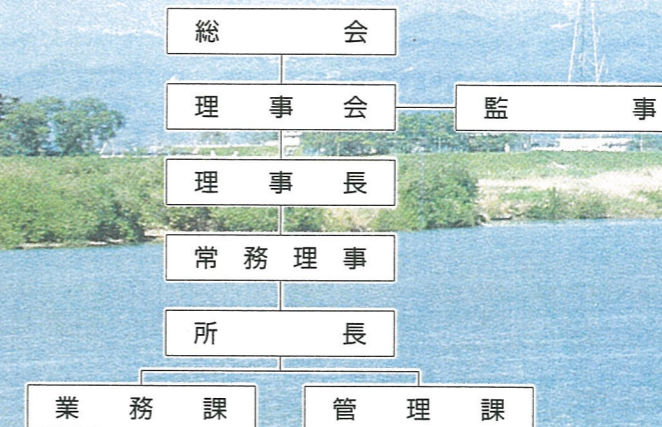 総会
理事会 監事
理事長
常務理事
所長
業務課 管理課